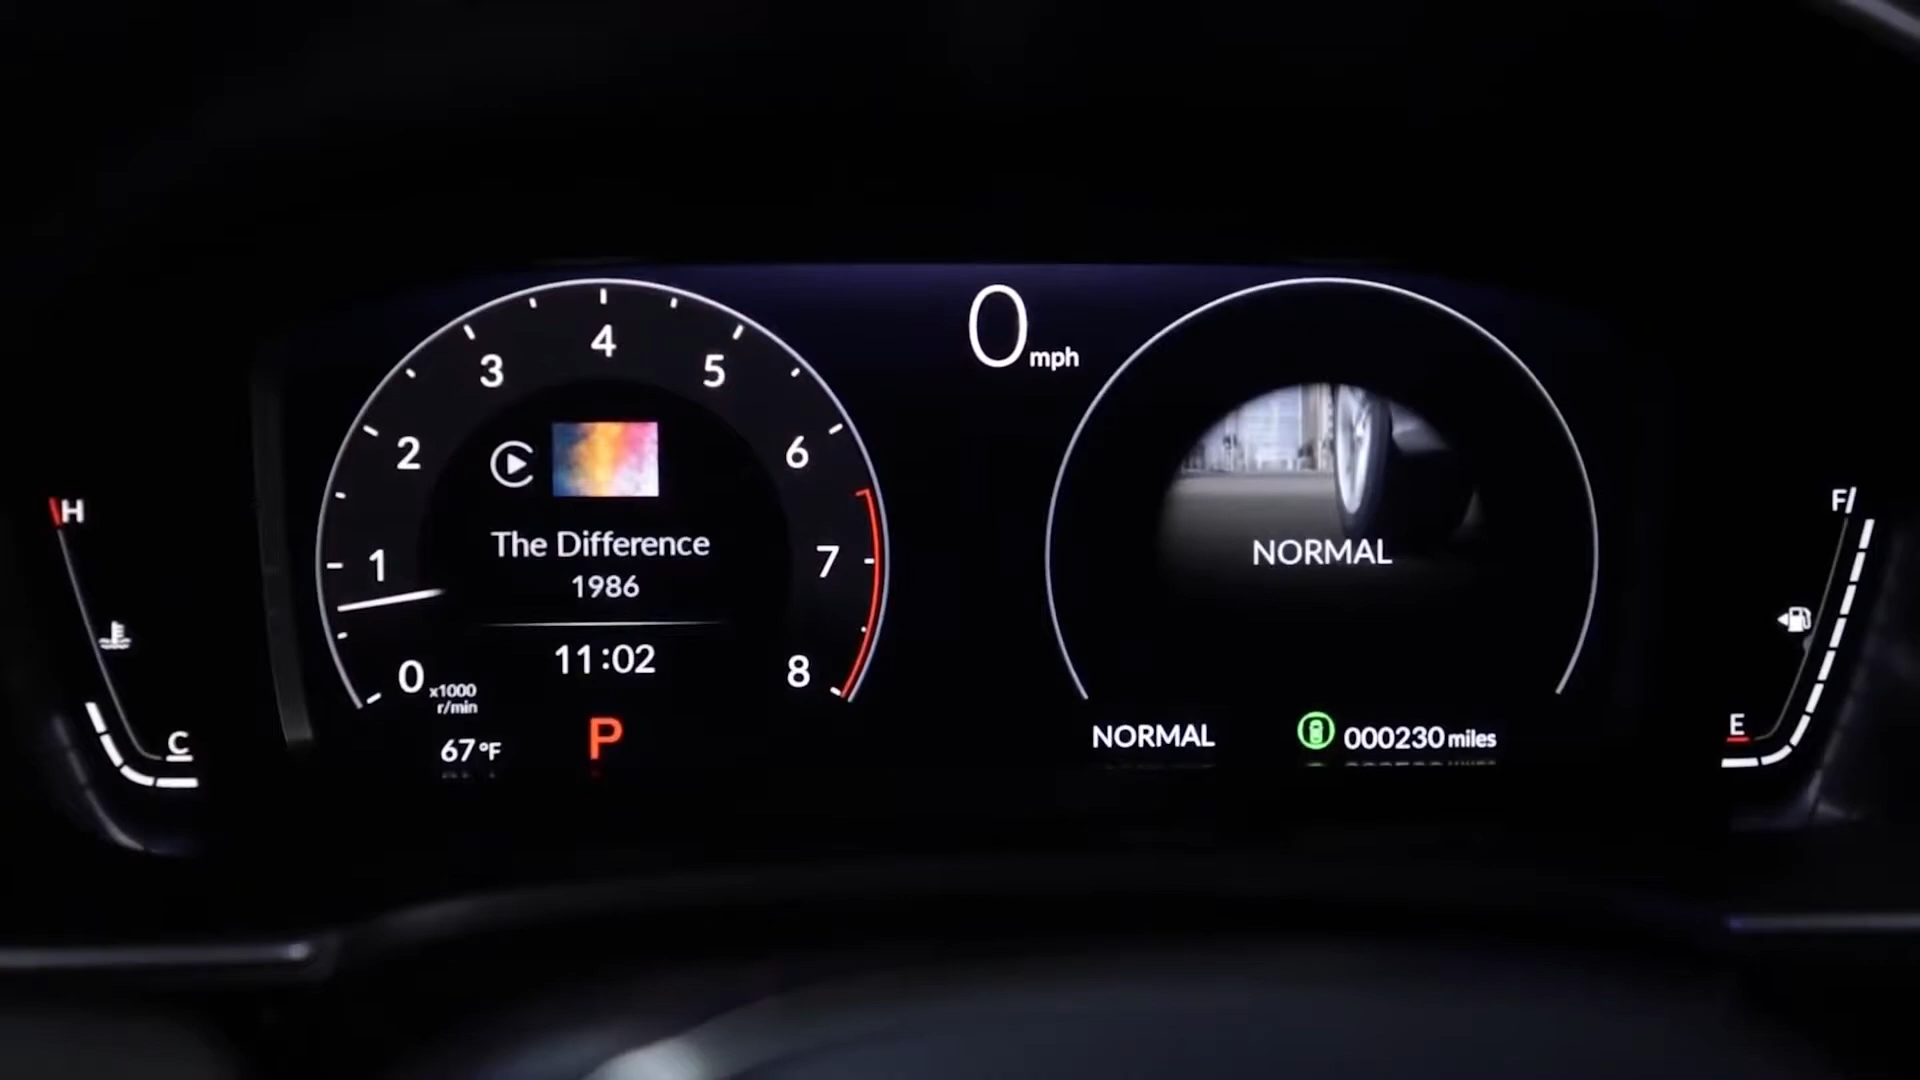 0 mph
4
3
5
2
6
H
F
The Difference
NORMAL
1
7
1986
11:02
0
x1000
r/min
8
C
E
67°F
P
NORMAL
000230 miles